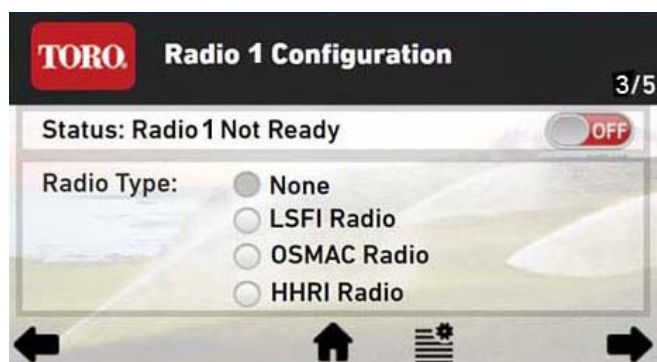 TORO.
Radio 1 Configuration
3/5
Status: Radio 1 Not Ready
OFF
Radio Type:
None
LSFI Radio
OSMAC Radio
HHRI Radio